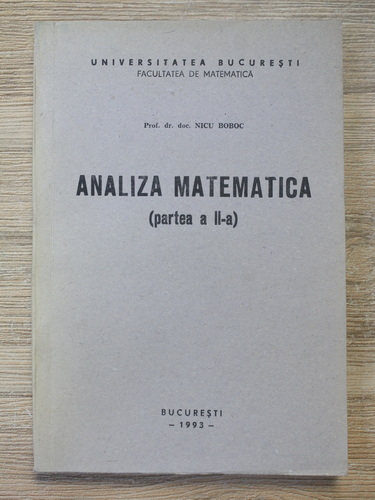 UNIVERSITATEA BUCUREȘTI
FACULTATEA DE MATEMATICĂ
Prof. dr. doc. NICU BOBOC
ANALIZA MATEMATICA
(partea a II-a)
BUCUREȘTI
– 1993 –